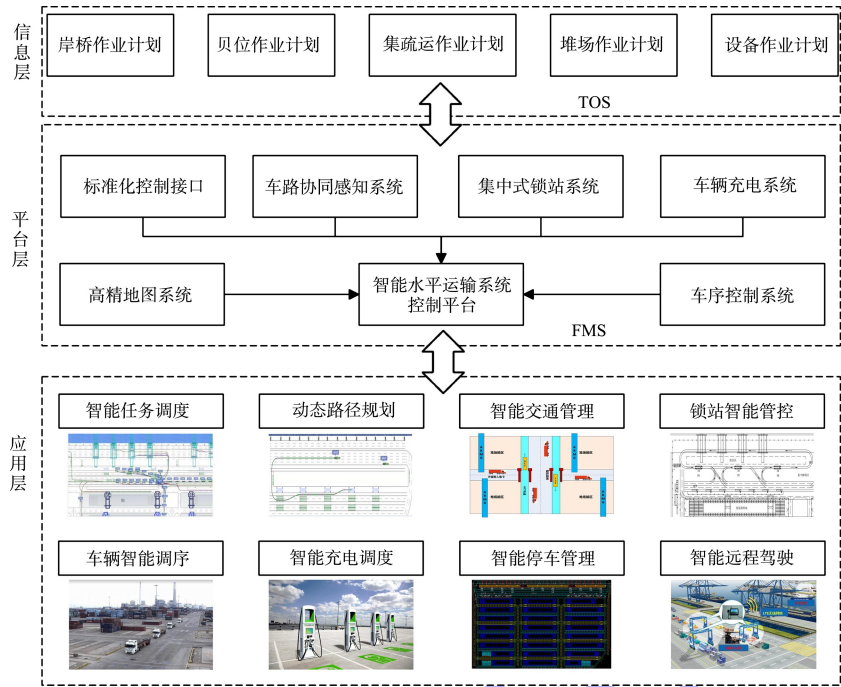 信息层
岸桥作业计划
贝位作业计划
集疏运作业计划
堆场作业计划
设备作业计划
TOS
平台层
标准化控制接口
车路协同感知系统
集中式锁站系统
车辆充电系统
高精地图系统
智能水平运输系统
控制平台
车序控制系统
FMS
应用层
智能任务调度
动态路径规划
智能交通管理
锁站智能管控
车辆智能调序
智能充电调度
智能停车管理
智能远程驾驶